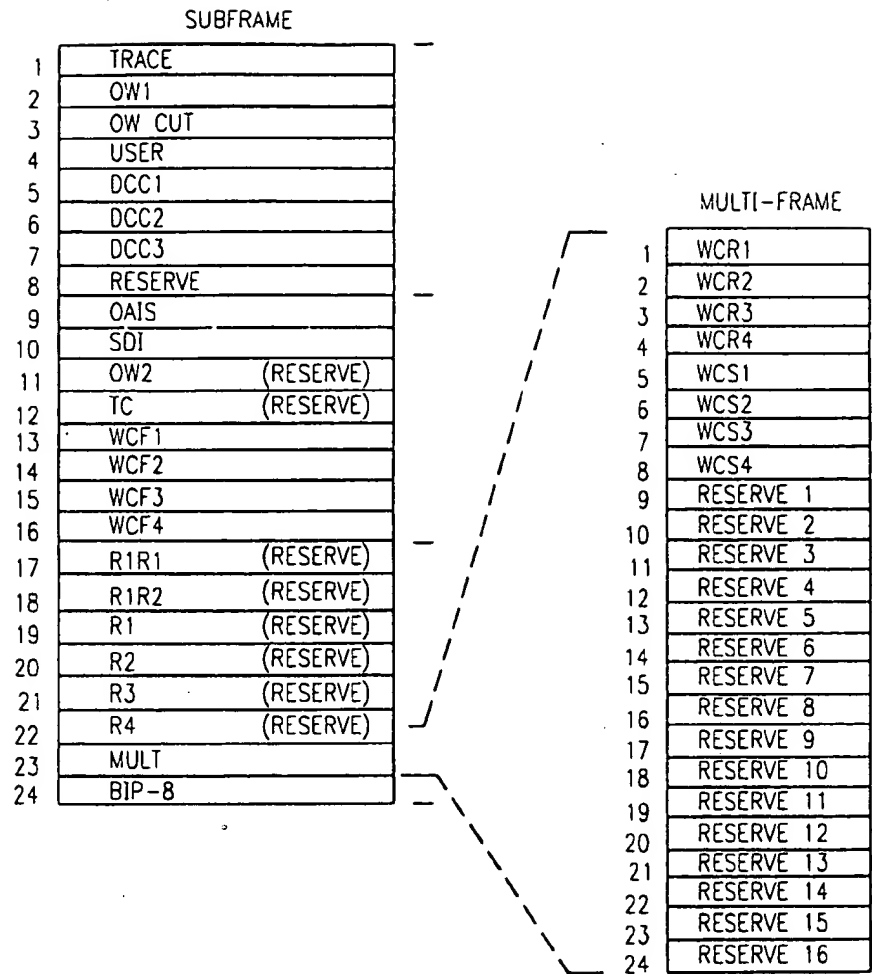 SUBFRAME
1 TRACE
2 OW1
3 OW CUT
4 USER
5 DCC1
6 DCC2
7 DCC3
8 RESERVE
9 OAIS
10 SDI
11 OW2 (RESERVE)
12 TC (RESERVE)
13 WCF1
14 WCF2
15 WCF3
16 WCF4
17 R1R1 (RESERVE)
18 R1R2 (RESERVE)
19 R1 (RESERVE)
20 R2 (RESERVE)
21 R3 (RESERVE)
22 R4 (RESERVE)
23 MULT
24 BIP-8
MULTI-FRAME
1 WCR1
2 WCR2
3 WCR3
4 WCR4
5 WCS1
6 WCS2
7 WCS3
8 WCS4
9 RESERVE 1
10 RESERVE 2
11 RESERVE 3
12 RESERVE 4
13 RESERVE 5
14 RESERVE 6
15 RESERVE 7
16 RESERVE 8
17 RESERVE 9
18 RESERVE 10
19 RESERVE 11
20 RESERVE 12
21 RESERVE 13
22 RESERVE 14
23 RESERVE 15
24 RESERVE 16